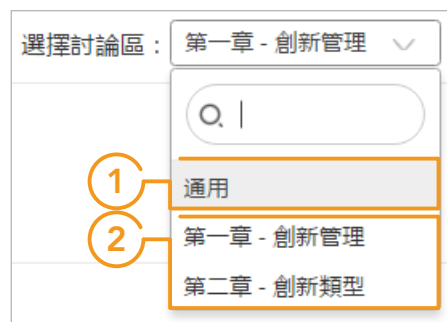 選擇討論區： 第一章 - 創新管理
1 通用
2 第一章 - 創新管理
第二章 - 創新類型